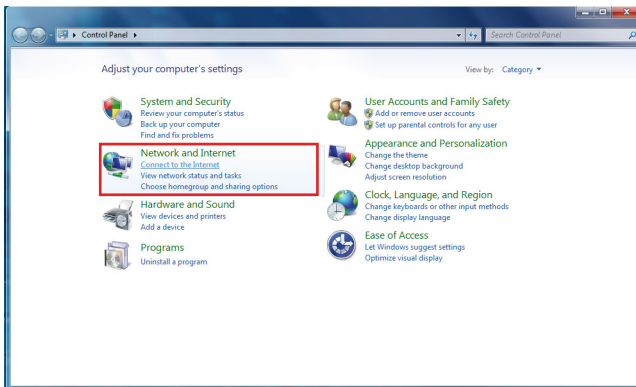 Control Panel
Search Control Panel
Adjust your computer's settings
View by: Category
System and Security
Review your computer's status
Back up your computer
Find and fix problems
Network and Internet
Connect to the Internet
View network status and tasks
Choose homegroup and sharing options
Hardware and Sound
View devices and printers
Add a device
Programs
Uninstall a program
User Accounts and Family Safety
Add or remove user accounts
Set up parental controls for any user
Appearance and Personalization
Change the theme
Change desktop background
Adjust screen resolution
Clock, Language, and Region
Change keyboards or other input methods
Change display language
Ease of Access
Let Windows suggest settings
Optimize visual display